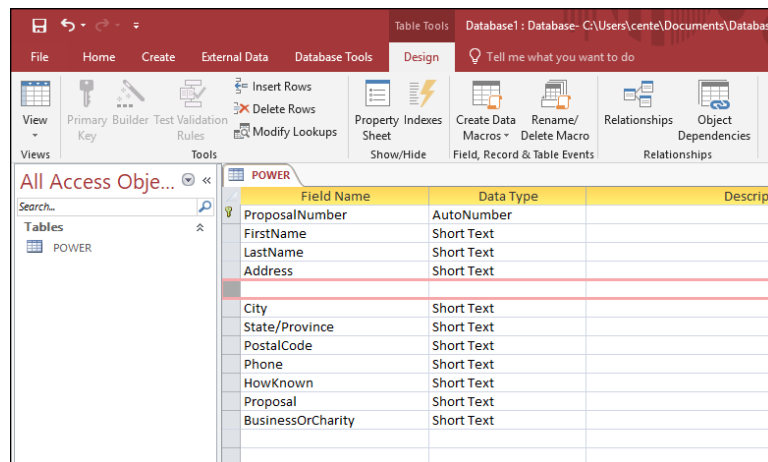 Table Tools Database1 : Database- C:\Users\cente\Documents\Databas
File Home Create External Data Database Tools Design Tell me what you want to do
View Primary Key Builder Test Validation Rules
Insert Rows
Delete Rows
Modify Lookups
Property Sheet Indexes Create Data Macros Rename/ Delete Macro Relationships Object Dependencies
Views Tools Show/Hide Field, Record & Table Events Relationships
All Access Obje... «
Search...
Tables
POWER
POWER
Field Name Data Type Descrip
ProposalNumber AutoNumber
FirstName Short Text
LastName Short Text
Address Short Text
City Short Text
State/Province Short Text
PostalCode Short Text
Phone Short Text
HowKnown Short Text
Proposal Short Text
BusinessOrCharity Short Text